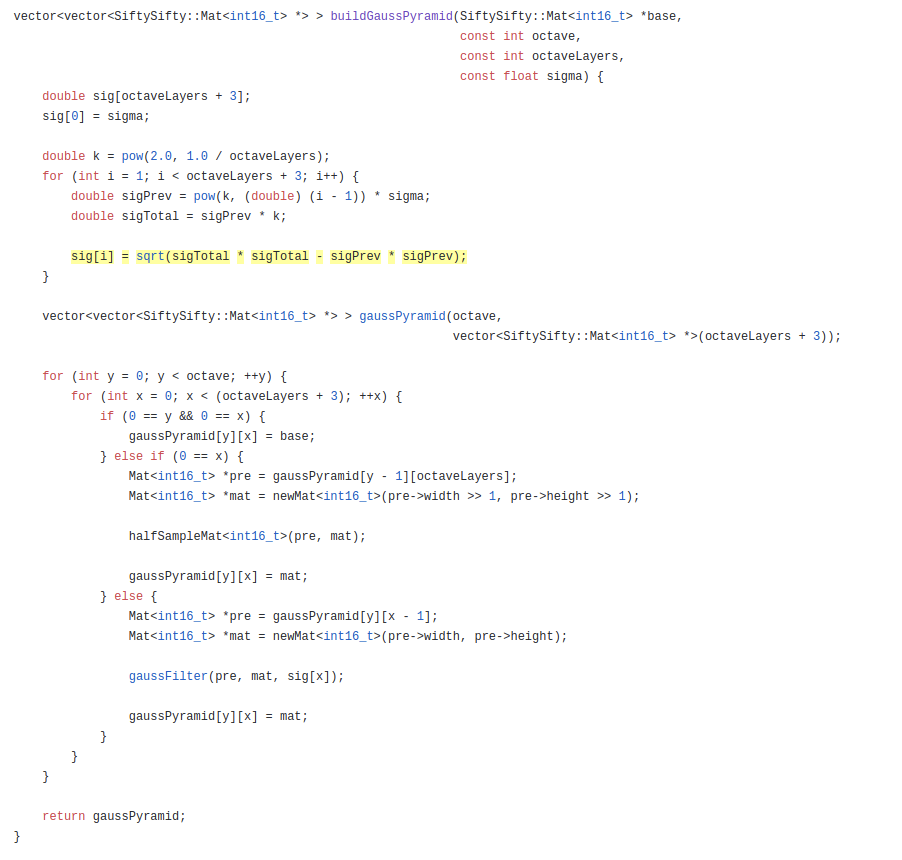 vector<vector<SiftySifty::Mat<int16_t> *> > buildGaussPyramid(SiftySifty::Mat<int16_t> *base,
const int octave,
const int octaveLayers,
const float sigma) {
double sig[octaveLayers + 3];
sig[0] = sigma;
double k = pow(2.0, 1.0 / octaveLayers);
for (int i = 1; i < octaveLayers + 3; i++) {
double sigPrev = pow(k, (double) (i - 1)) * sigma;
double sigTotal = sigPrev * k;
sig[i] = sqrt(sigTotal * sigTotal - sigPrev * sigPrev);
}
vector<vector<SiftySifty::Mat<int16_t> *> > gaussPyramid(octave,
vector<SiftySifty::Mat<int16_t> *>(octaveLayers + 3));
for (int y = 0; y < octave; ++y) {
for (int x = 0; x < (octaveLayers + 3); ++x) {
if (0 == y && 0 == x) {
gaussPyramid[y][x] = base;
} else if (0 == x) {
Mat<int16_t> *pre = gaussPyramid[y - 1][octaveLayers];
Mat<int16_t> *mat = newMat<int16_t>(pre->width >> 1, pre->height >> 1);
halfSampleMat<int16_t>(pre, mat);
gaussPyramid[y][x] = mat;
} else {
Mat<int16_t> *pre = gaussPyramid[y][x - 1];
Mat<int16_t> *mat = newMat<int16_t>(pre->width, pre->height);
gaussFilter(pre, mat, sig[x]);
gaussPyramid[y][x] = mat;
}
}
}
return gaussPyramid;
}